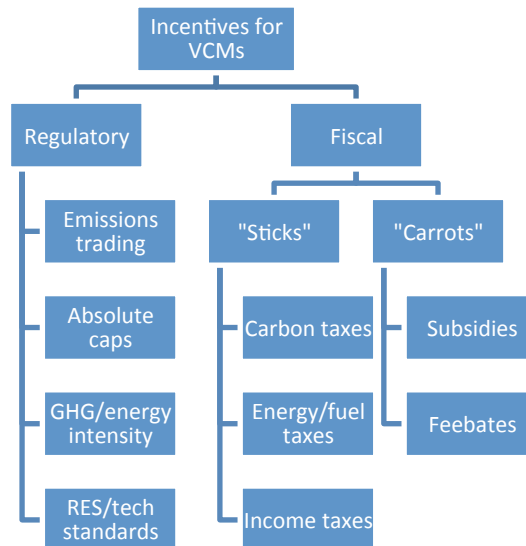 Incentives for
VCMs
Regulatory
Fiscal
Emissions
trading
"Sticks"
"Carrots"
Absolute
caps
Carbon taxes
Subsidies
GHG/energy
intensity
Energy/fuel
taxes
Feebates
RES/tech
standards
Income taxes